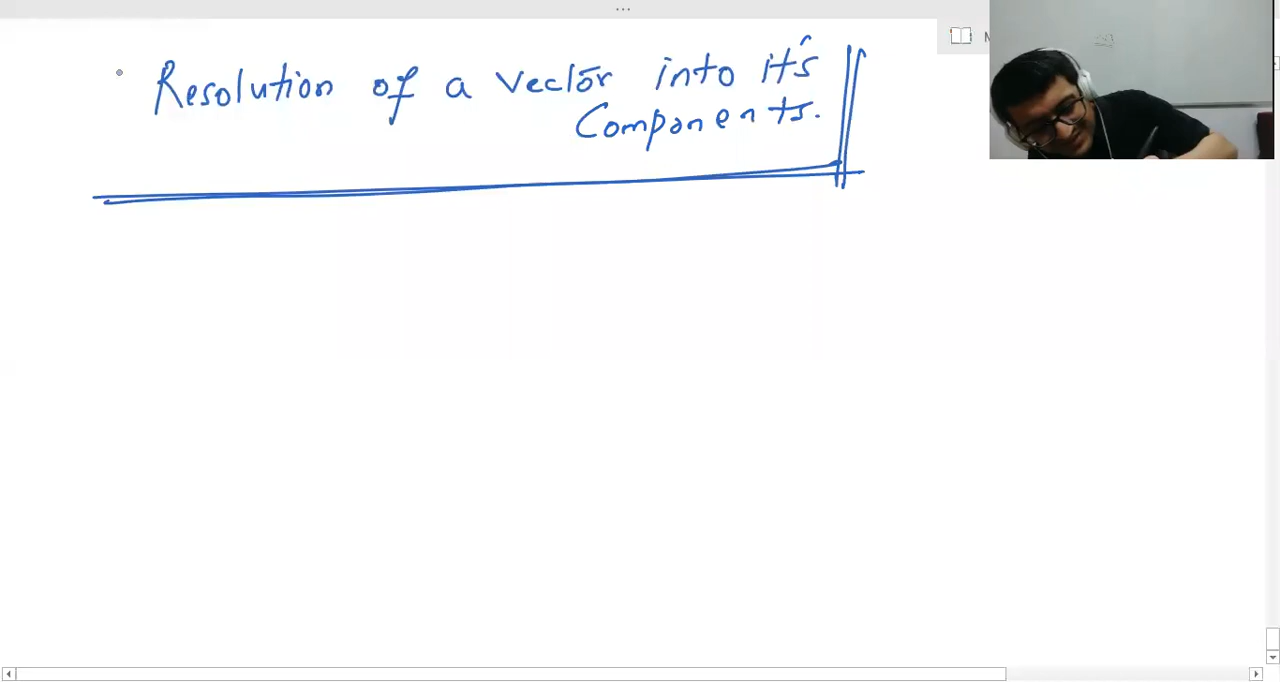 Resolution of a vector into it's
Components.